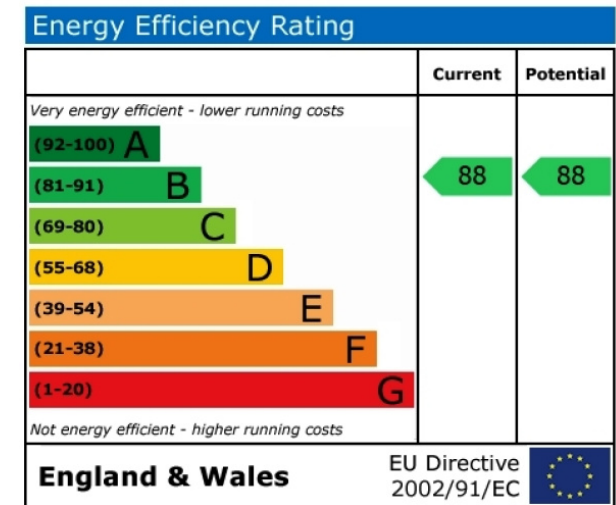 Energy Efficiency Rating
Current Potential
Very energy efficient - lower running costs
(92-100) A
(81-91) B 88 88
(69-80) C
(55-68) D
(39-54) E
(21-38) F
(1-20) G
Not energy efficient - higher running costs
England & Wales
EU Directive
2002/91/EC